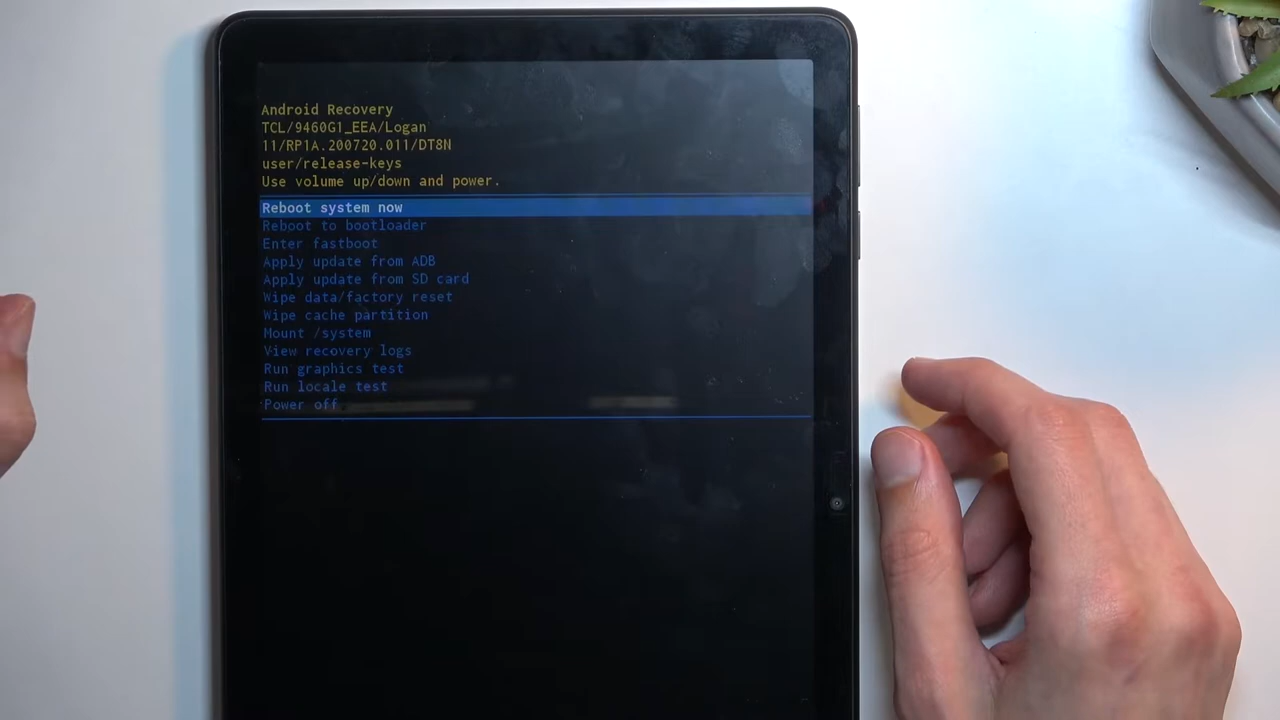 Android Recovery
TCL/9460G1_EEA/Logan
11/RP1A.200720.011/DT8N
user/release-keys
Use volume up/down and power.
Reboot system now
Reboot to bootloader
Enter fastboot
Apply update from ADB
Apply update from SD card
Wipe data/factory reset
Wipe cache partition
Mount /system
View recovery logs
Run graphics test
Run locale test
Power off